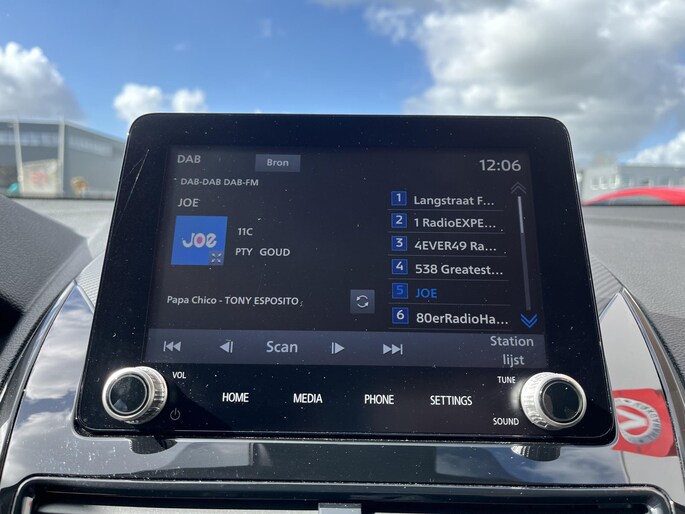 DAB
Bron
12:06
DAB-DAB DAB-FM
JOE
JOE
11C
PTY GOUD
Papa Chico - TONY ESPOSITO
1 Langstraat F...
2 1 RadioEXPE...
3 4EVER49 Ra...
4 538 Greatest...
5 JOE
6 80erRadioHa...
Scan
Station
lijst
VOL
HOME
MEDIA
PHONE
SETTINGS
TUNE
SOUND